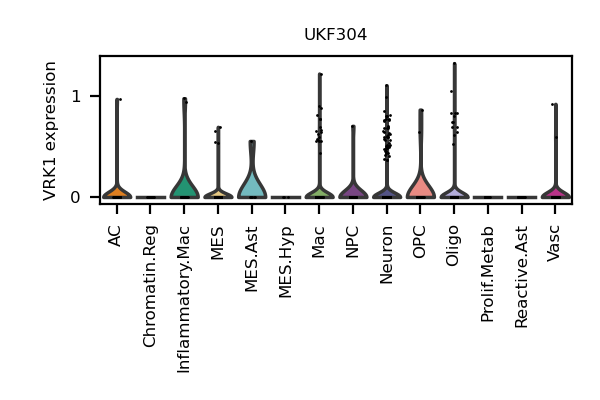 UKF304
VRK1 expression
1
0
AC
Chromatin.Reg
Inflammatory.Mac
MES
MES.Ast
MES.Hyp
Mac
NPC
Neuron
OPC
Oligo
Prolif.Metab
Reactive.Ast
Vasc